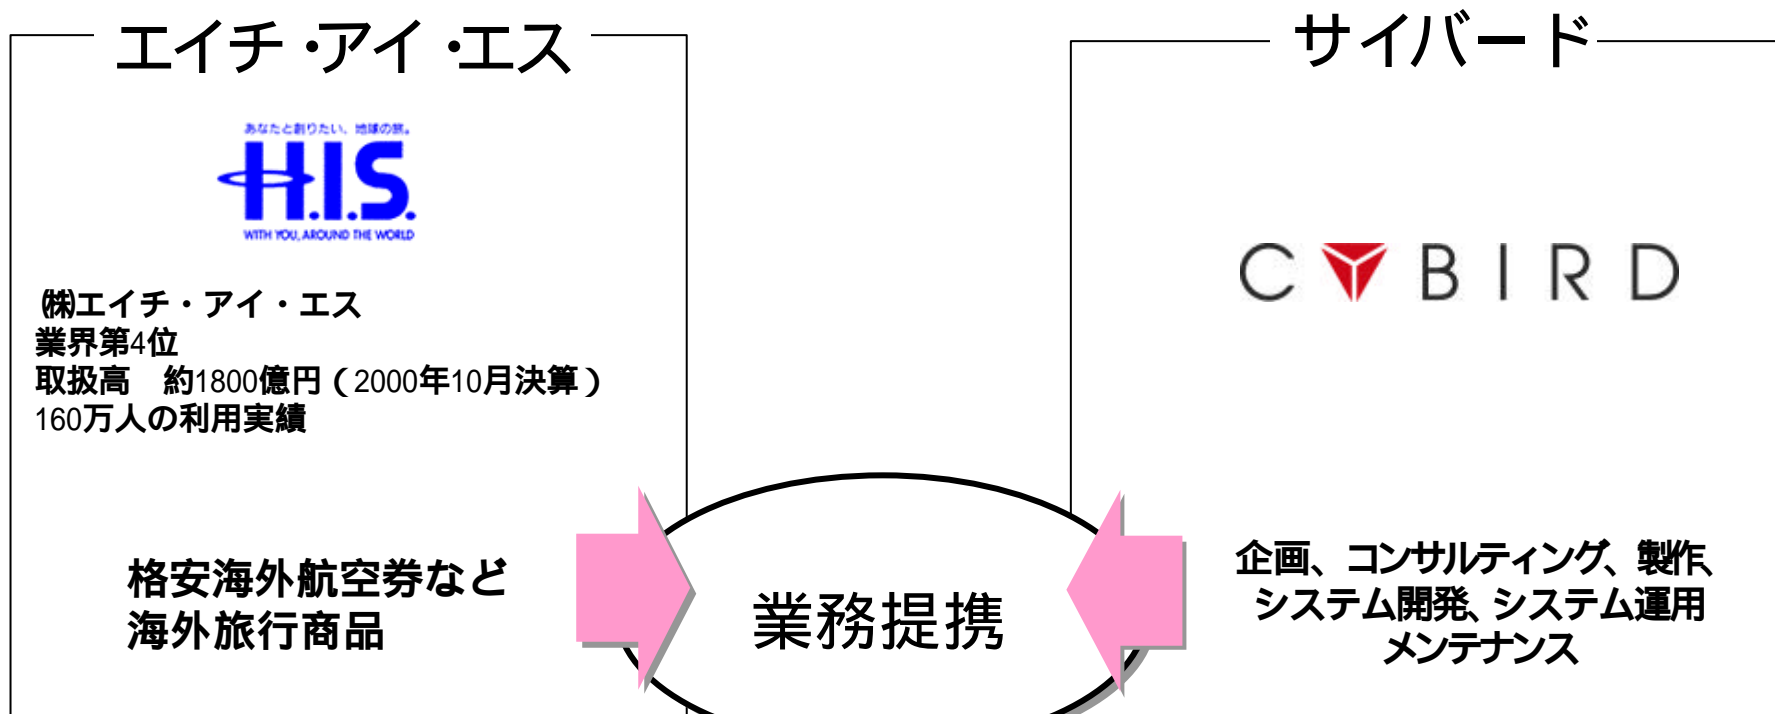 エイチ・アイ・エス
あなたと創りたい、地球の旅。
H.I.S.
WITH YOU, AROUND THE WORLD
㈱エイチ・アイ・エス
業界第4位
取扱高　約1800億円（2000年10月決算）
160万人の利用実績
格安海外航空券など
海外旅行商品
業務提携
サイバード
CYBIRD
企画、コンサルティング、製作、
システム開発、システム運用
メンテナンス